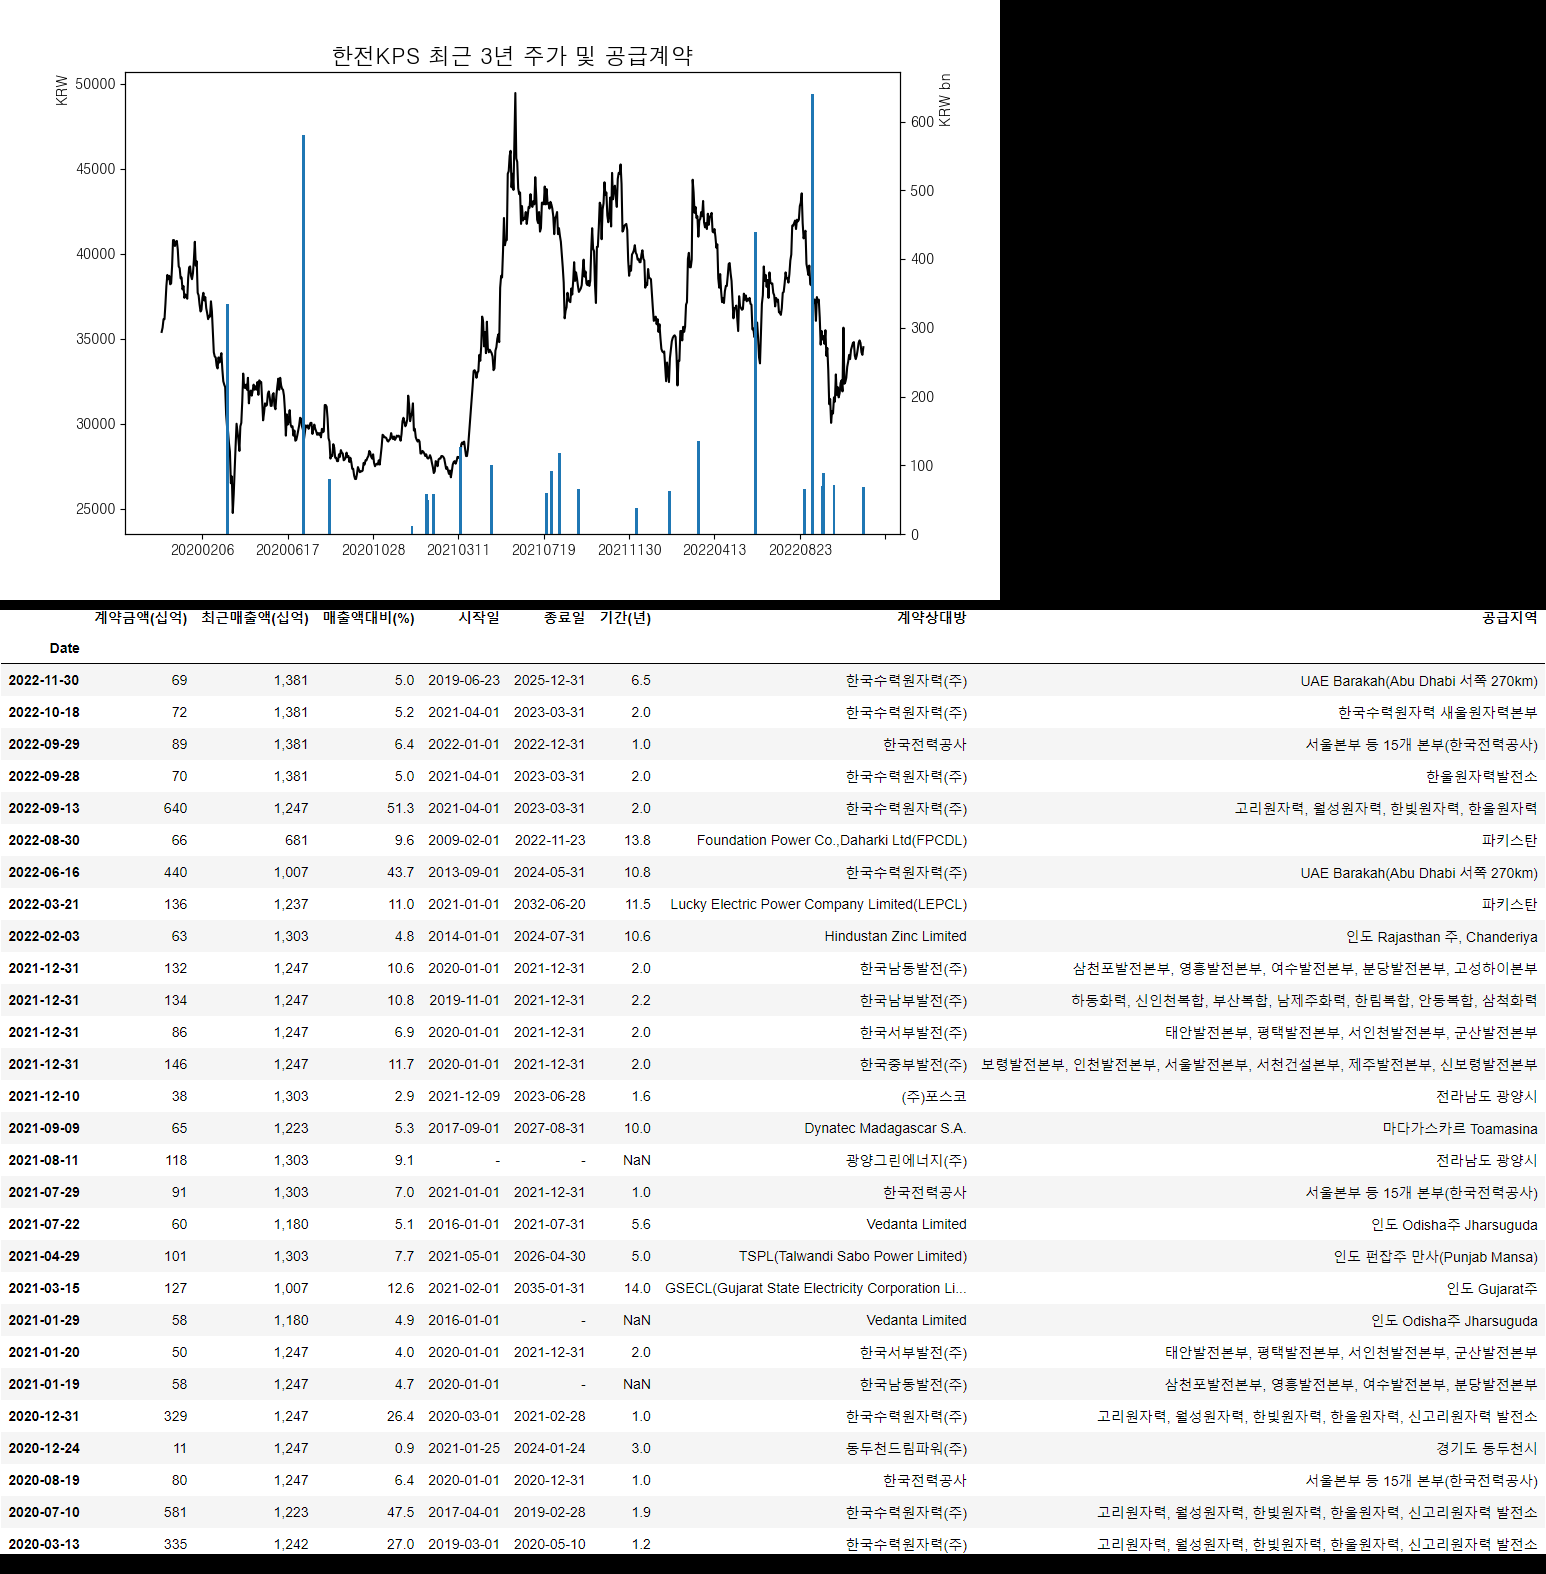 한전KPS 최근 3년 주가 및 공급계약
KRW
KRW bn
50000
45000
40000
35000
30000
25000
600
500
400
300
200
100
0
20200206 20200617 20201028 20210311 20210719 20211130 20220413 20220823
계약금액(십억) 최근매출액(십억) 매출액대비(%) 시작일 종료일 기간(년) 계약상대방 공급지역
Date
2022-11-30 69 1,381 5.0 2019-06-23 2025-12-31 6.5 한국수력원자력(주) UAE Barakah(Abu Dhabi 서쪽 270km)
2022-10-18 72 1,381 5.2 2021-04-01 2023-03-31 2.0 한국수력원자력(주) 한국수력원자력 새울원자력본부
2022-09-29 89 1,381 6.4 2022-01-01 2022-12-31 1.0 한국전력공사 서울본부 등 15개 본부(한국전력공사)
2022-09-28 70 1,381 5.0 2021-04-01 2023-03-31 2.0 한국수력원자력(주) 한울원자력발전소
2022-09-13 640 1,247 51.3 2021-04-01 2023-03-31 2.0 한국수력원자력(주) 고리원자력, 월성원자력, 한빛원자력, 한울원자력
2022-08-30 66 681 9.6 2009-02-01 2022-11-23 13.8 Foundation Power Co.,Daharki Ltd(FPCDL) 파키스탄
2022-06-16 440 1,007 43.7 2013-09-01 2024-05-31 10.8 한국수력원자력(주) UAE Barakah(Abu Dhabi 서쪽 270km)
2022-03-21 136 1,237 11.0 2021-01-01 2032-06-20 11.5 Lucky Electric Power Company Limited(LEPCL) 파키스탄
2022-02-03 63 1,303 4.8 2014-01-01 2024-07-31 10.6 Hindustan Zinc Limited 인도 Rajasthan 주, Chanderiya
2021-12-31 132 1,247 10.6 2020-01-01 2021-12-31 2.0 한국남동발전(주) 삼천포발전본부, 영흥발전본부, 여수발전본부, 분당발전본부, 고성하이본부
2021-12-31 134 1,247 10.8 2019-11-01 2021-12-31 2.2 한국남부발전(주) 하동화력, 신인천복합, 부산복합, 남제주화력, 한림복합, 안동복합, 삼척화력
2021-12-31 86 1,247 6.9 2020-01-01 2021-12-31 2.0 한국서부발전(주) 태안발전본부, 평택발전본부, 서인천발전본부, 군산발전본부
2021-12-31 146 1,247 11.7 2020-01-01 2021-12-31 2.0 한국중부발전(주) 보령발전본부, 인천발전본부, 서울발전본부, 서천건설본부, 제주발전본부, 신보령발전본부
2021-12-10 38 1,303 2.9 2021-12-09 2023-06-28 1.6 (주)포스코 전라남도 광양시
2021-09-09 65 1,223 5.3 2017-09-01 2027-08-31 10.0 Dynatec Madagascar S.A. 마다가스카르 Toamasina
2021-08-11 118 1,303 9.1 - - NaN 광양그린에너지(주) 전라남도 광양시
2021-07-29 91 1,303 7.0 2021-01-01 2021-12-31 1.0 한국전력공사 서울본부 등 15개 본부(한국전력공사)
2021-07-22 60 1,180 5.1 2016-01-01 2021-07-31 5.6 Vedanta Limited 인도 Odisha주 Jharsuguda
2021-04-29 101 1,303 7.7 2021-05-01 2026-04-30 5.0 TSPL(Talwandi Sabo Power Limited) 인도 펀잡주 만사(Punjab Mansa)
2021-03-15 127 1,007 12.6 2021-02-01 2035-01-31 14.0 GSECL(Gujarat State Electricity Corporation Li... 인도 Gujarat주
2021-01-29 58 1,180 4.9 2016-01-01 - NaN Vedanta Limited 인도 Odisha주 Jharsuguda
2021-01-20 50 1,247 4.0 2020-01-01 2021-12-31 2.0 한국서부발전(주) 태안발전본부, 평택발전본부, 서인천발전본부, 군산발전본부
2021-01-19 58 1,247 4.7 2020-01-01 - NaN 한국남동발전(주) 삼천포발전본부, 영흥발전본부, 여수발전본부, 분당발전본부
2020-12-31 329 1,247 26.4 2020-03-01 2021-02-28 1.0 한국수력원자력(주) 고리원자력, 월성원자력, 한빛원자력, 한울원자력, 신고리원자력 발전소
2020-12-24 11 1,247 0.9 2021-01-25 2024-01-24 3.0 동두천드림파워(주) 경기도 동두천시
2020-08-19 80 1,247 6.4 2020-01-01 2020-12-31 1.0 한국전력공사 서울본부 등 15개 본부(한국전력공사)
2020-07-10 581 1,223 47.5 2017-04-01 2019-02-28 1.9 한국수력원자력(주) 고리원자력, 월성원자력, 한빛원자력, 한울원자력, 신고리원자력 발전소
2020-03-13 335 1,242 27.0 2019-03-01 2020-05-10 1.2 한국수력원자력(주) 고리원자력, 월성원자력, 한빛원자력, 한울원자력, 신고리원자력 발전소